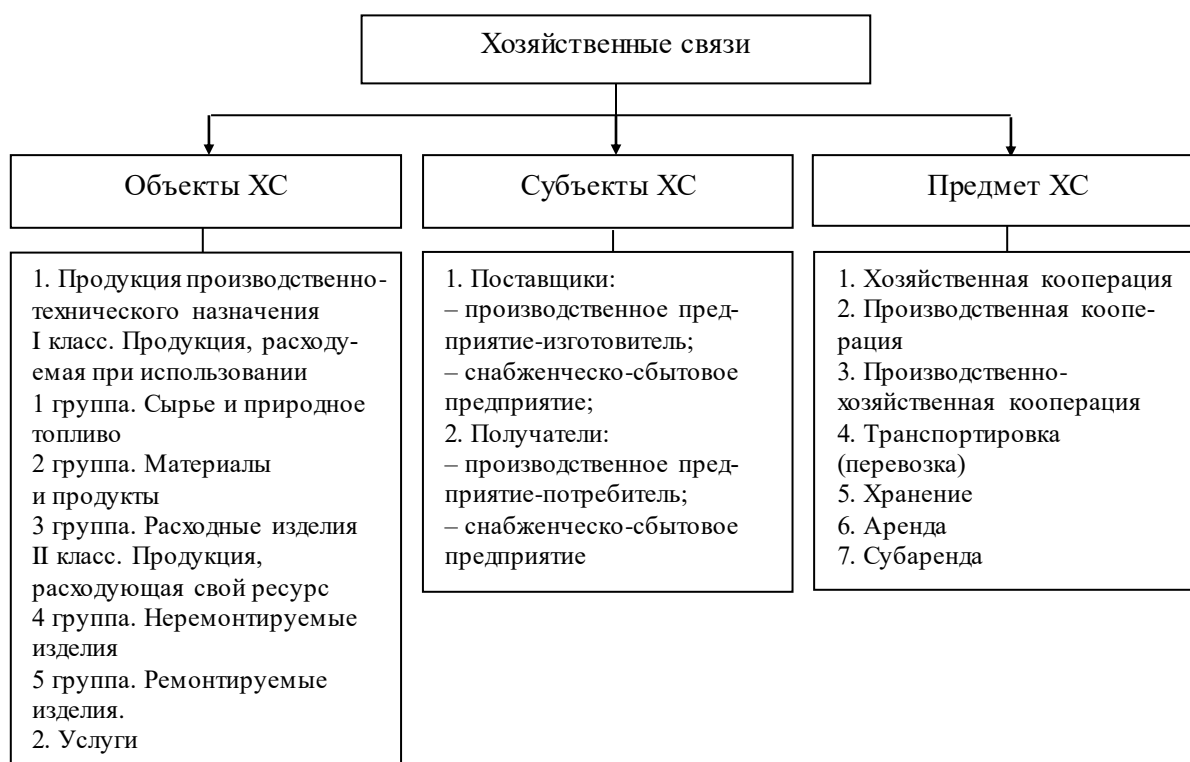 Хозяйственные связи
Объекты ХС
Субъекты ХС
Предмет ХС
1. Продукция производственно-
технического назначения
I класс. Продукция, расходу-
емая при использовании
1 группа. Сырье и природное
топливо
2 группа. Материалы
и продукты
3 группа. Расходные изделия
II класс. Продукция,
расходующая свой ресурс
4 группа. Неремонтируемые
изделия
5 группа. Ремонтируемые
изделия.
2. Услуги
1. Поставщики:
– производственное пред-
приятие-изготовитель;
– снабженческо-сбытовое
предприятие;
2. Получатели:
– производственное пред-
приятие-потребитель;
– снабженческо-сбытовое
предприятие
1. Хозяйственная кооперация
2. Производственная коопе-
рация
3. Производственно-
хозяйственная кооперация
4. Транспортировка
(перевозка)
5. Хранение
6. Аренда
7. Субаренда